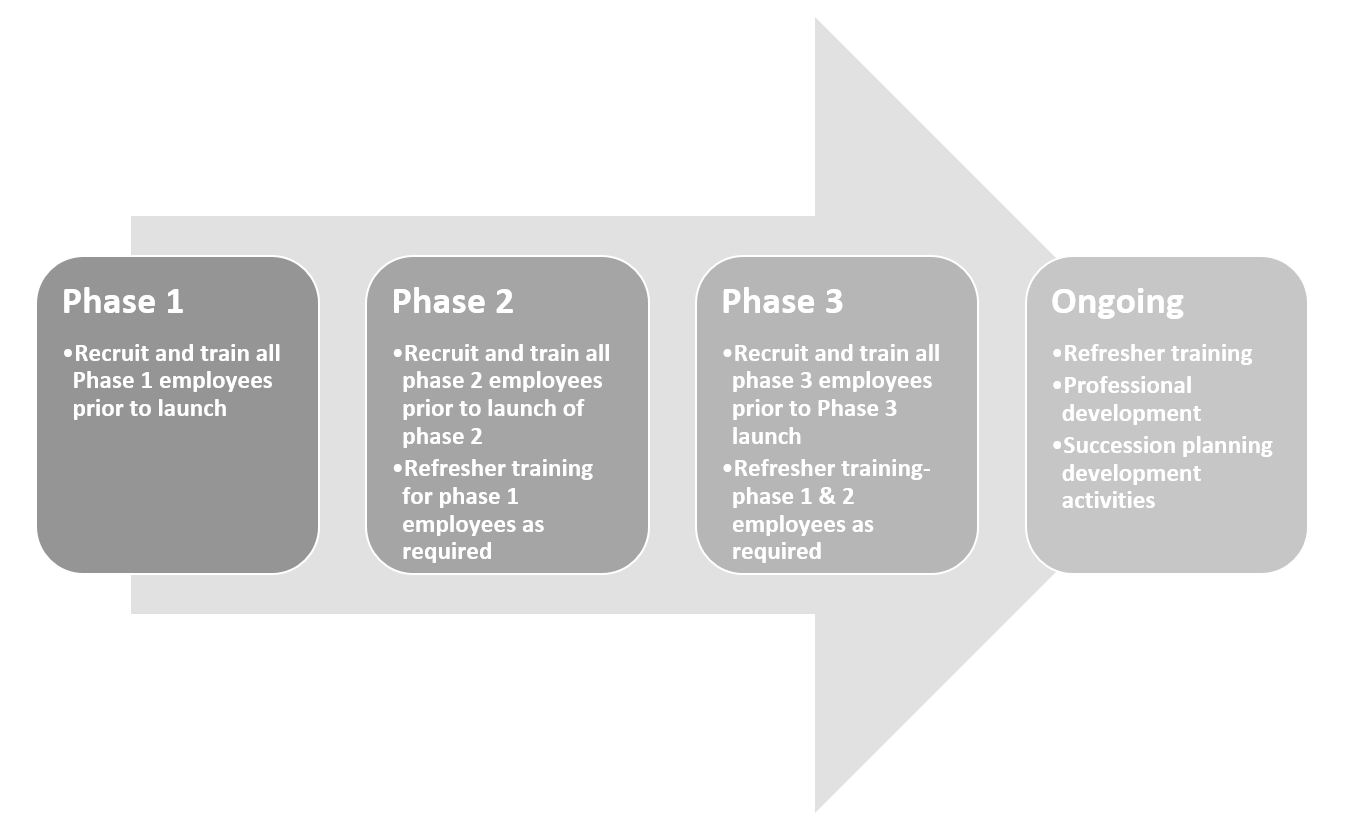 Phase 1
•Recruit and train all
Phase 1 employees
prior to launch
Phase 2
•Recruit and train all
phase 2 employees
prior to launch of
phase 2
•Refresher training
for phase 1
employees as
required
Phase 3
•Recruit and train all
phase 3 employees
prior to Phase 3
launch
•Refresher training-
phase 1 & 2
employees as
required
Ongoing
•Refresher training
•Professional
development
•Succession planning
development
activities